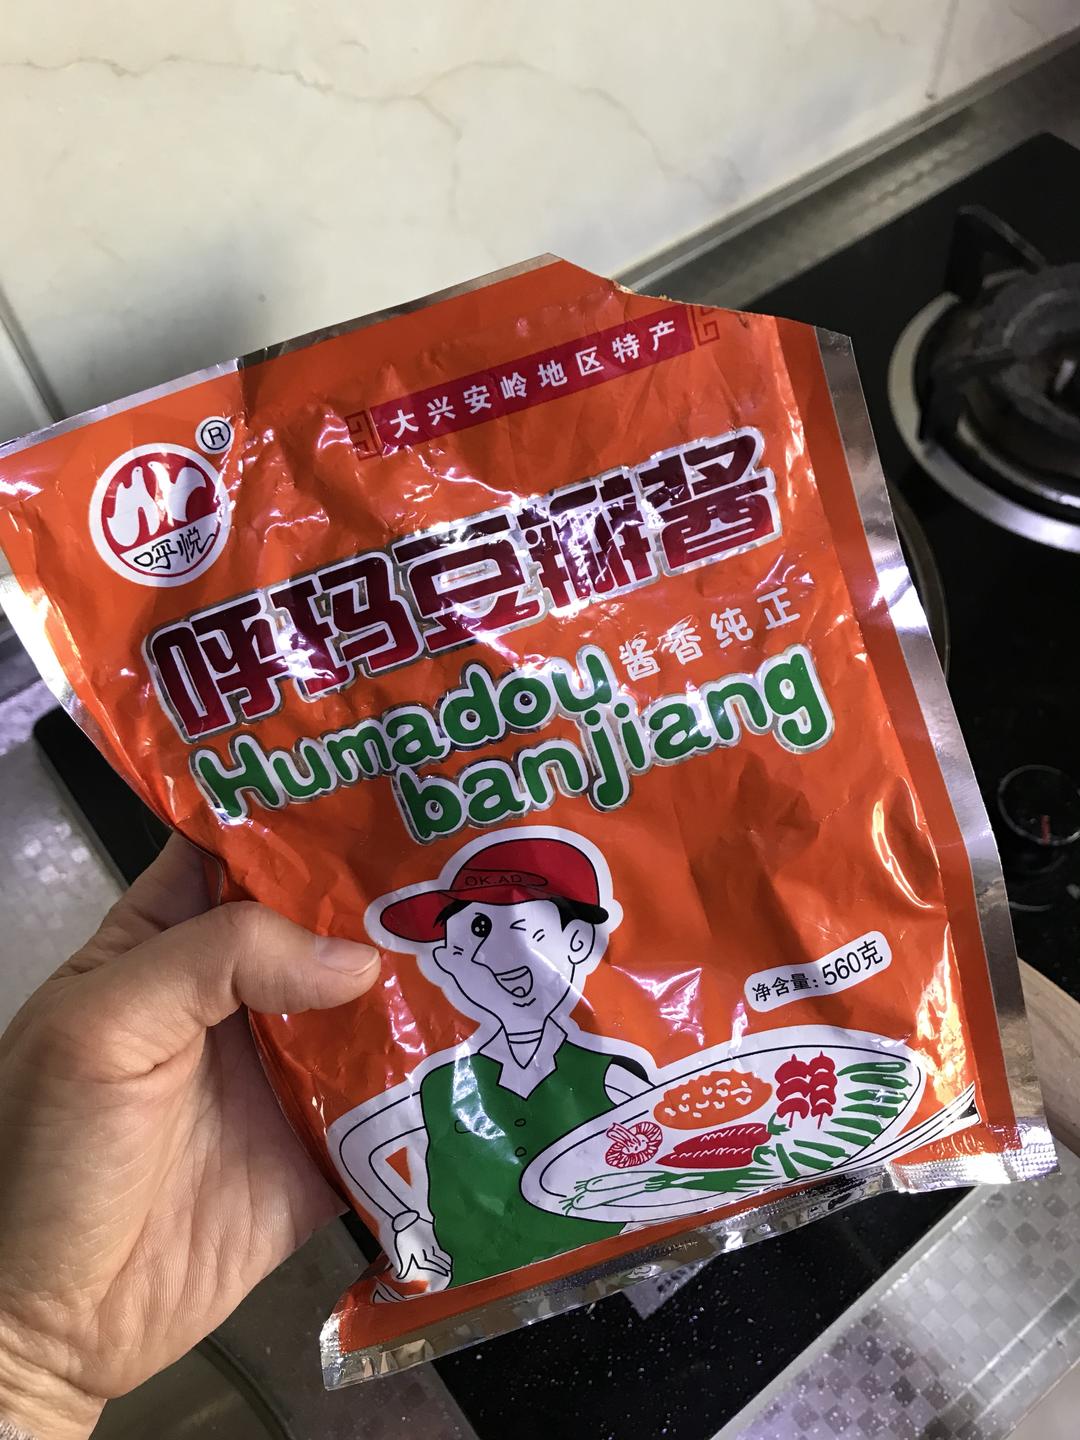 大兴安岭地区特产
®
呼悦
呼玛豆瓣酱
酱香纯正
Humadou
banjiang
OK.AD
净含量:560克